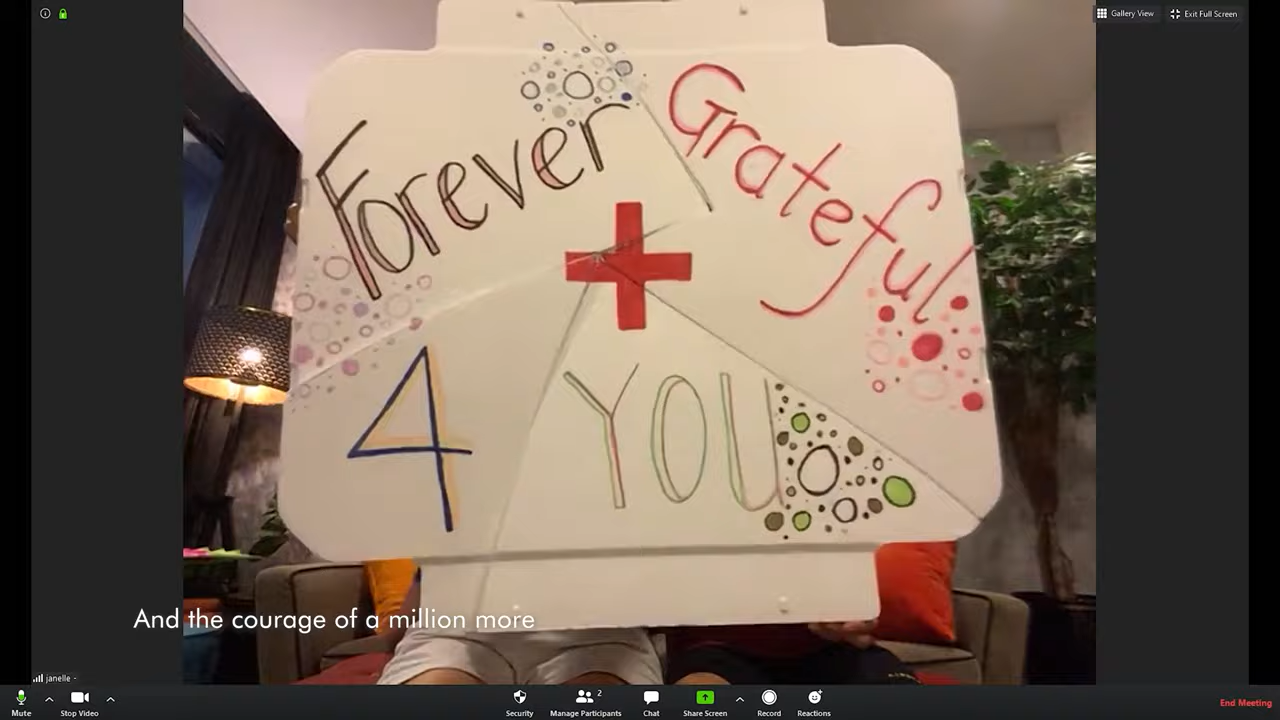 Gallery View
Exit Full Screen
Forever
Grateful
4
YOU
And the courage of a million more
janelle -
Mute
Stop Video
Security
Manage Participants
2
Chat
Share Screen
Record
Reactions
End Meeting